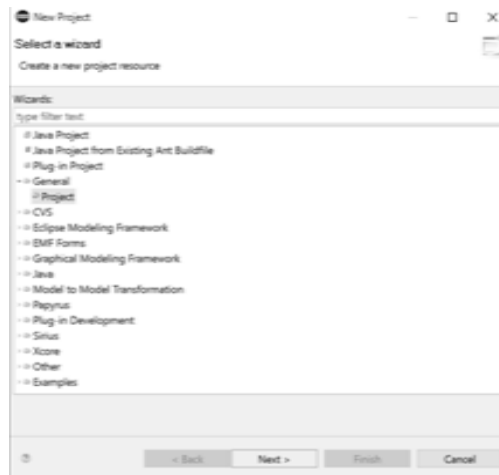 New Project
Select a wizard
Create a new project resource
Wizards:
type filter text
Java Project
Java Project from Existing Ant Buildfile
Plug-in Project
General
Project
CVS
Eclipse Modeling Framework
EMF Forms
Graphical Modeling Framework
Java
Model to Model Transformation
Papyrus
Plug-in Development
Sirius
Xcore
Other
Examples
< Back Next > Finish Cancel